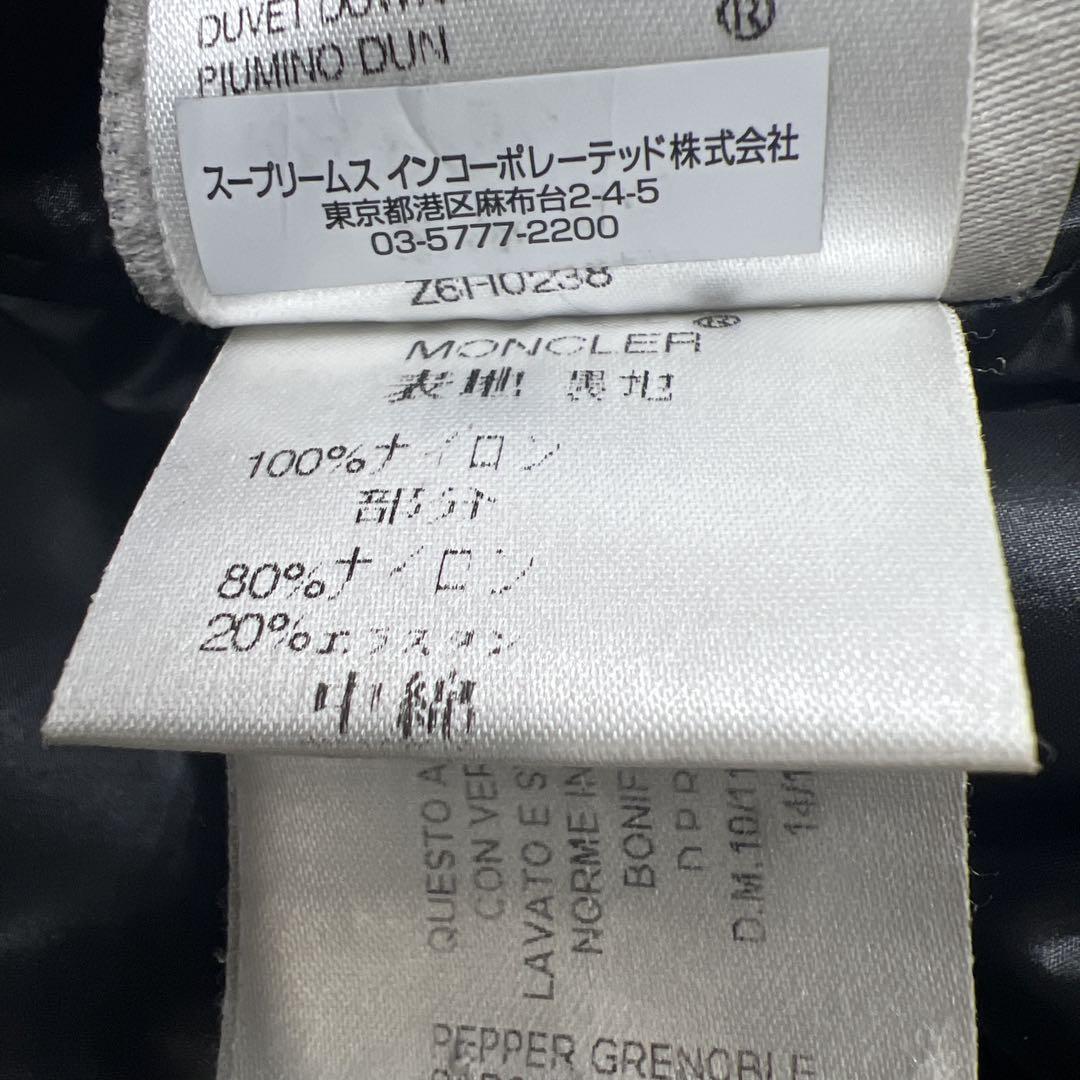 DUVET DOWN
PIUMINO DUN
®
スープリームス インコーポレーテッド株式会社
東京都港区麻布台2-4-5
03-5777-2200
Z6H0238
MONCLER®
表地! 裏地
100%ナイロン
部分
80%ナイロン
20%エラスタン
中綿
QUESTO A
CON VER
LAVATO E S
NORME IN
BONIF
D P R
D.M.10/11
14/1
PEPPER GRENOBLE